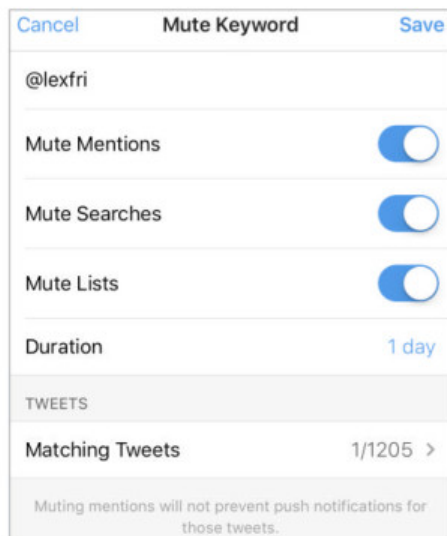 Cancel Mute Keyword Save
@lexfri
Mute Mentions
Mute Searches
Mute Lists
Duration 1 day
TWEETS
Matching Tweets 1/1205 >
Muting mentions will not prevent push notifications for
those tweets.